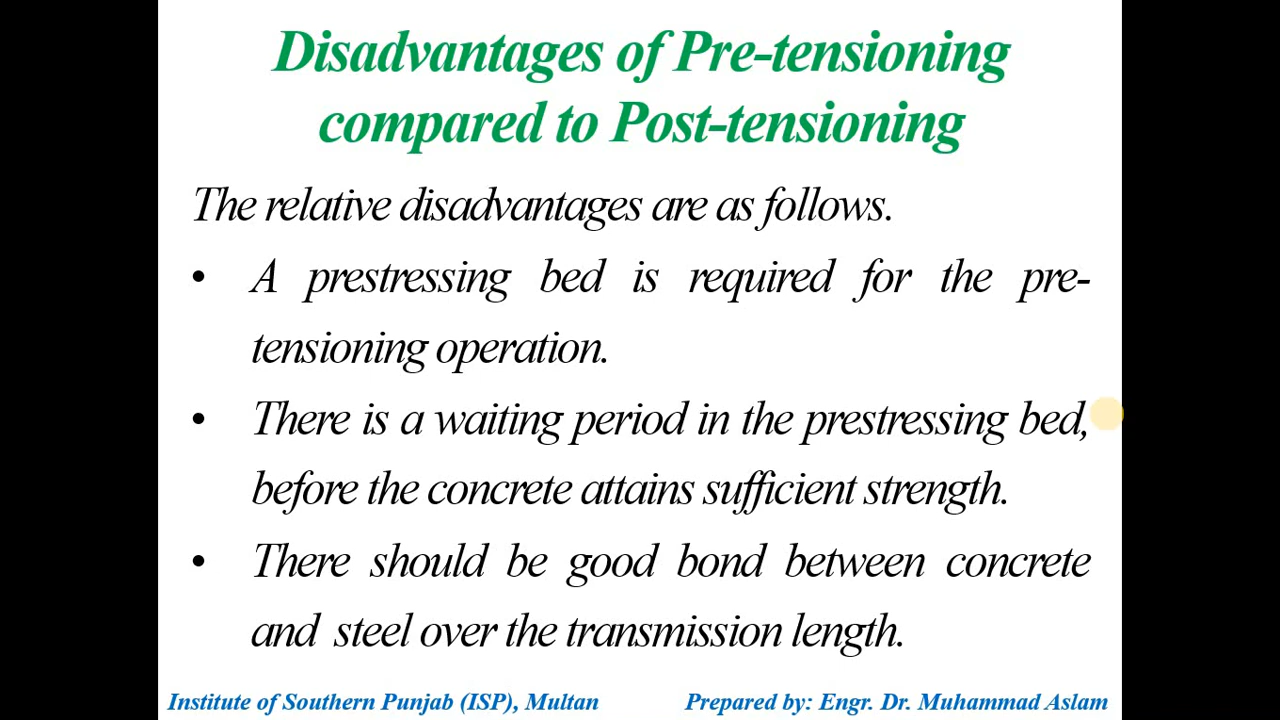 Disadvantages of Pre-tensioning
compared to Post-tensioning
The relative disadvantages are as follows.
• A prestressing bed is required for the pre-
tensioning operation.
• There is a waiting period in the prestressing bed,
before the concrete attains sufficient strength.
• There should be good bond between concrete
and steel over the transmission length.
Institute of Southern Punjab (ISP), Multan
Prepared by: Engr. Dr. Muhammad Aslam